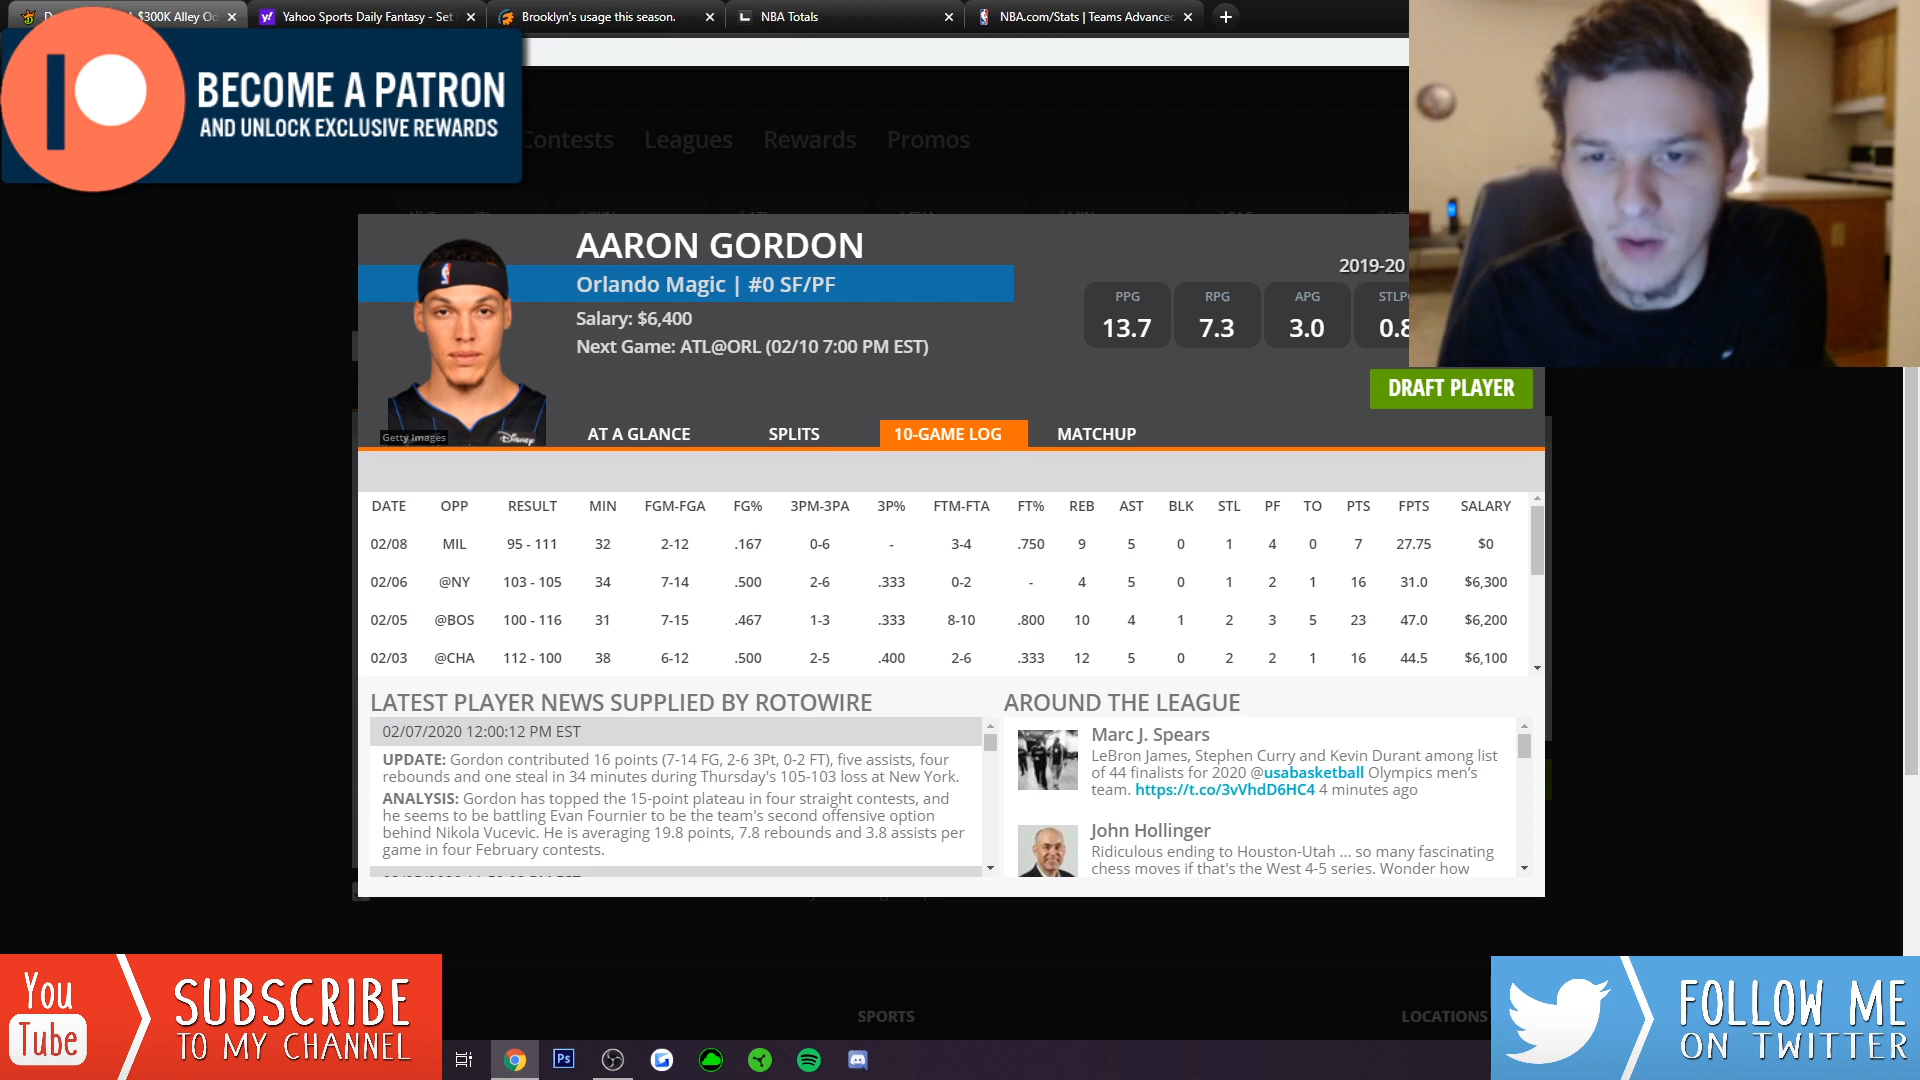 $300K Alley Oo
Yahoo Sports Daily Fantasy - Set
Brooklyn's usage this season.
NBA Totals
NBA.com/Stats | Teams Advanced
BECOME A PATRON
AND UNLOCK EXCLUSIVE REWARDS
Contests Leagues Rewards Promos
AARON GORDON
Orlando Magic | #0 SF/PF
Salary: $6,400
Next Game: ATL@ORL (02/10 7:00 PM EST)
2019-20
PPG RPG APG STLP
13.7 7.3 3.0 0.8
DRAFT PLAYER
Getty Images
Disney
AT A GLANCE SPLITS 10-GAME LOG MATCHUP
DATE OPP RESULT MIN FGM-FGA FG% 3PM-3PA 3P% FTM-FTA FT% REB AST BLK STL PF TO PTS FPTS SALARY
02/08 MIL 95 - 111 32 2-12 .167 0-6 - 3-4 .750 9 5 0 1 4 0 7 27.75 $0
02/06 @NY 103 - 105 34 7-14 .500 2-6 .333 0-2 - 4 5 0 1 2 1 16 31.0 $6,300
02/05 @BOS 100 - 116 31 7-15 .467 1-3 .333 8-10 .800 10 4 1 2 3 5 23 47.0 $6,200
02/03 @CHA 112 - 100 38 6-12 .500 2-5 .400 2-6 .333 12 5 0 2 2 1 16 44.5 $6,100
LATEST PLAYER NEWS SUPPLIED BY ROTOWIRE
02/07/2020 12:00:12 PM EST
UPDATE: Gordon contributed 16 points (7-14 FG, 2-6 3Pt, 0-2 FT), five assists, four
rebounds and one steal in 34 minutes during Thursday's 105-103 loss at New York.
ANALYSIS: Gordon has topped the 15-point plateau in four straight contests, and
he seems to be battling Evan Fournier to be the team's second offensive option
behind Nikola Vucevic. He is averaging 19.8 points, 7.8 rebounds and 3.8 assists per
game in four February contests.
AROUND THE LEAGUE
Marc J. Spears
LeBron James, Stephen Curry and Kevin Durant among list
of 44 finalists for 2020 @usabasketball Olympics men's
team. https://t.co/3vVhdD6HC4 4 minutes ago
John Hollinger
Ridiculous ending to Houston-Utah ... so many fascinating
chess moves if that's the West 4-5 series. Wonder how
SPORTS
LOCATIONS
You
Tube
SUBSCRIBE
TO MY CHANNEL
Ps
FOLLOW ME
ON TWITTER